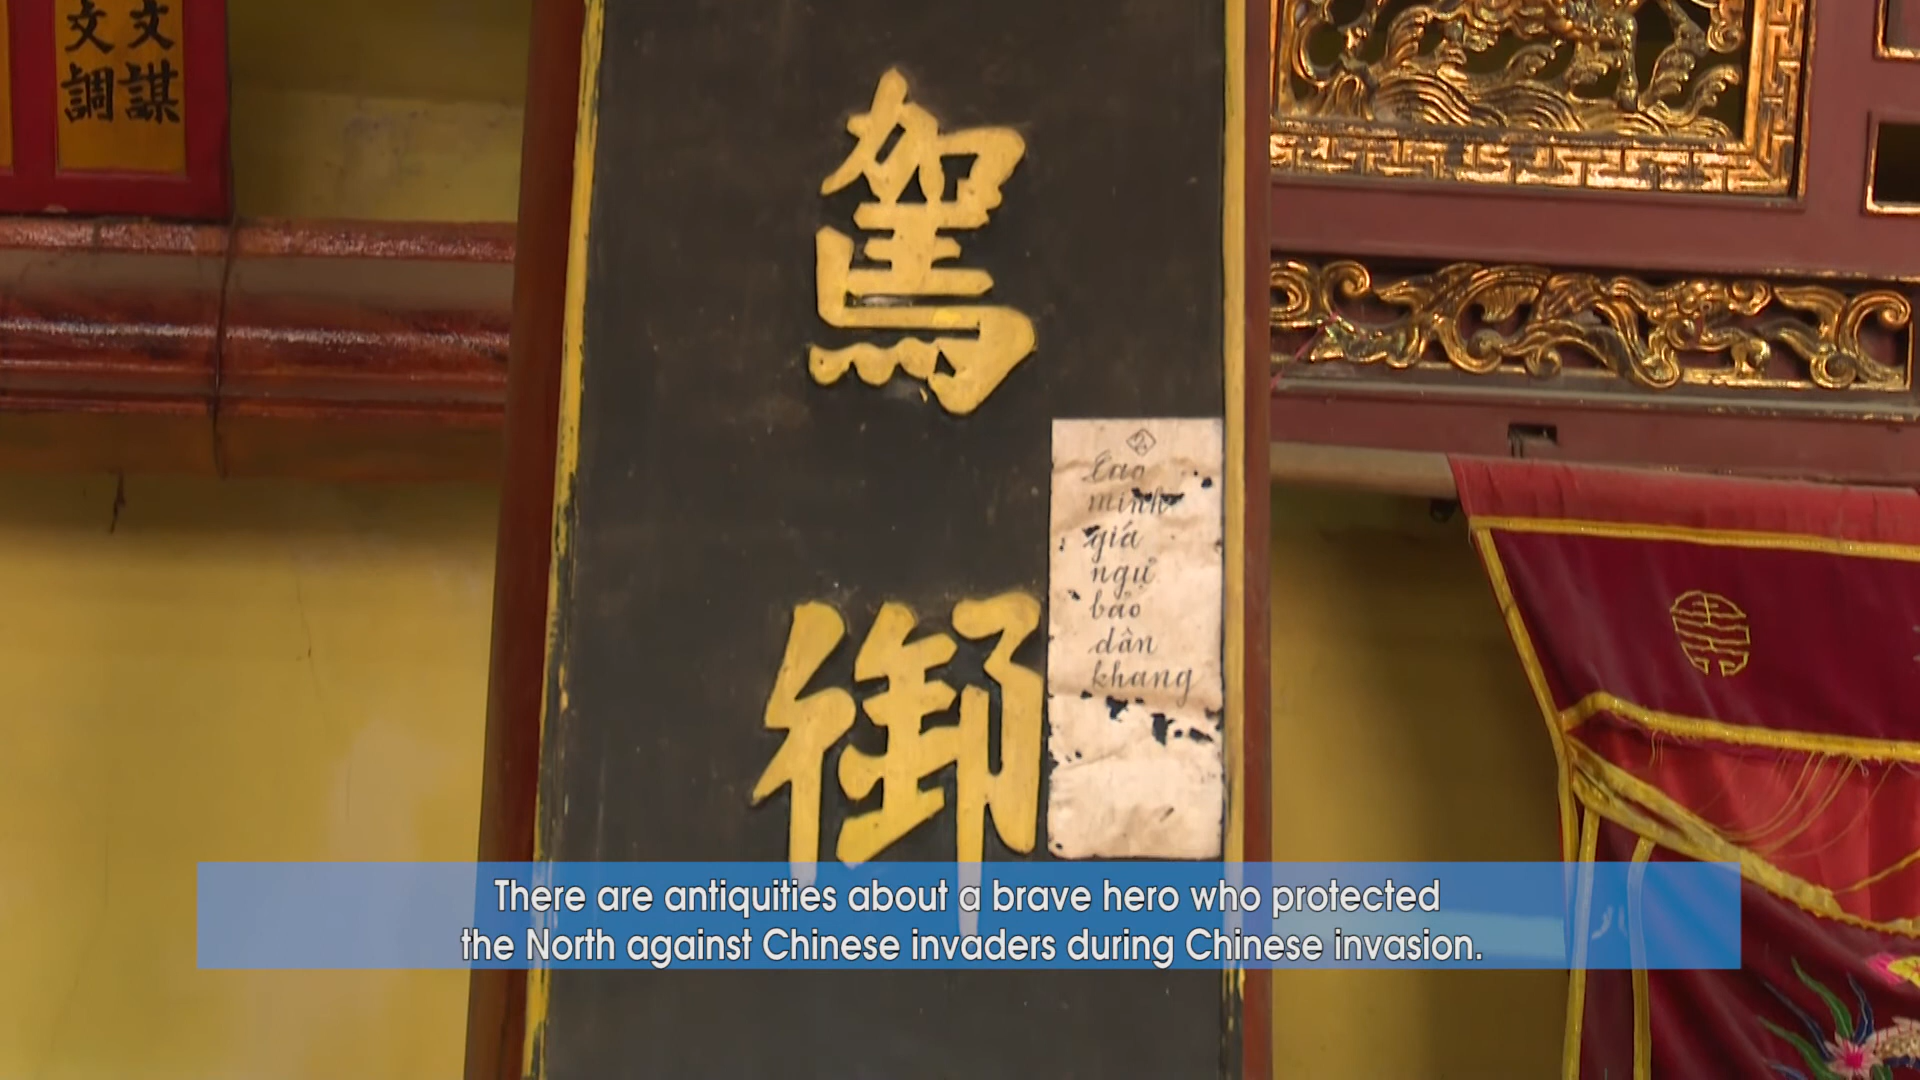 文謀
文調
駕
御
2
Cao
minh
giá
ngự
bảo
dân
khang
There are antiquities about a brave hero who protected
the North against Chinese invaders during Chinese invasion.